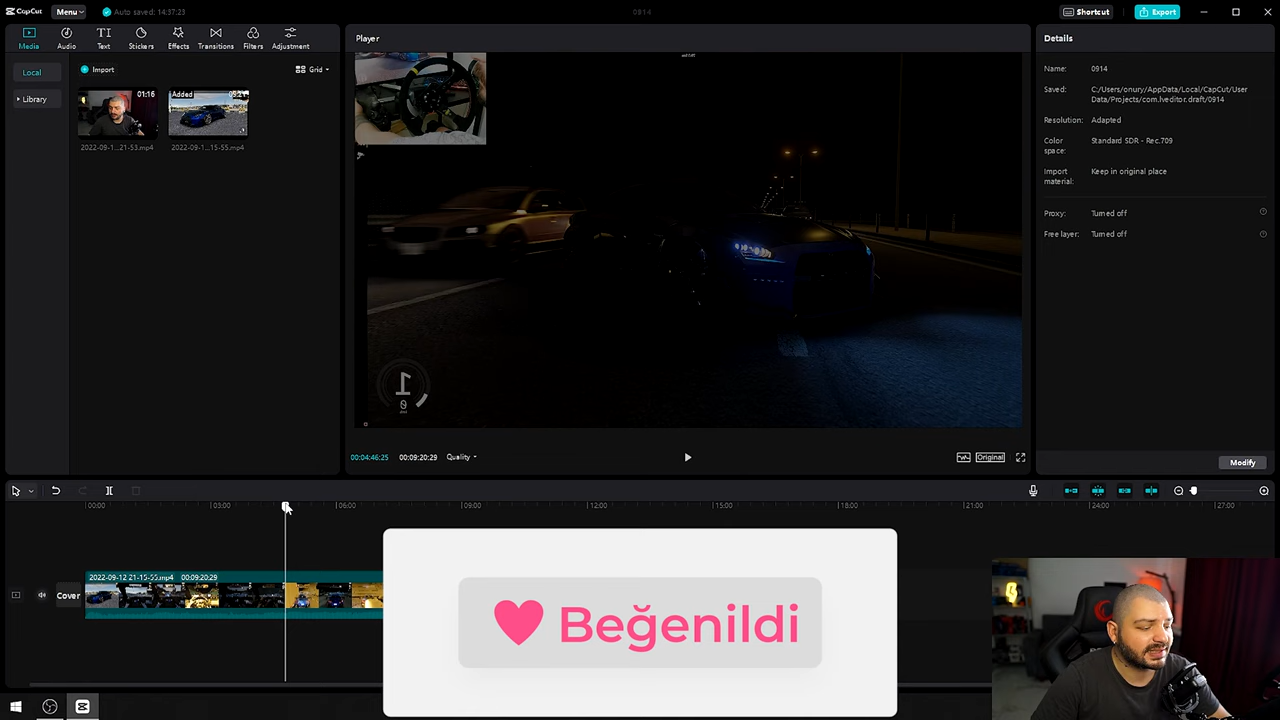 CapCut
Menu
Auto saved: 14:37:23
0814
Shortcut
Export
Media
Audio
Text
Stickers
Effects
Transitions
Filters
Adjustment
Local
Library
Import
Grid
01:16
2022-09-1...21-53.mp4
Added
2022-09-1...15-55.mp4
Player
00:04:46:25
00:09:20:29
Quality
Original
Details
Name:
0914
Saved:
C:/Users/onury/AppData/Local/CapCut/User
Data/Projects/com.lveditor.draft/0914
Resolution:
Adapted
Color
space:
Standard SDR - Rec.709
Import
material:
Keep in original place
Proxy:
Turned off
Free layer:
Turned off
Modify
00:00
03:00
06:00
09:00
12:00
15:00
18:00
21:00
24:00
27:00
2022-09-12 21-15-55.mp4 00:09:20:29
Cover
Beğenildi